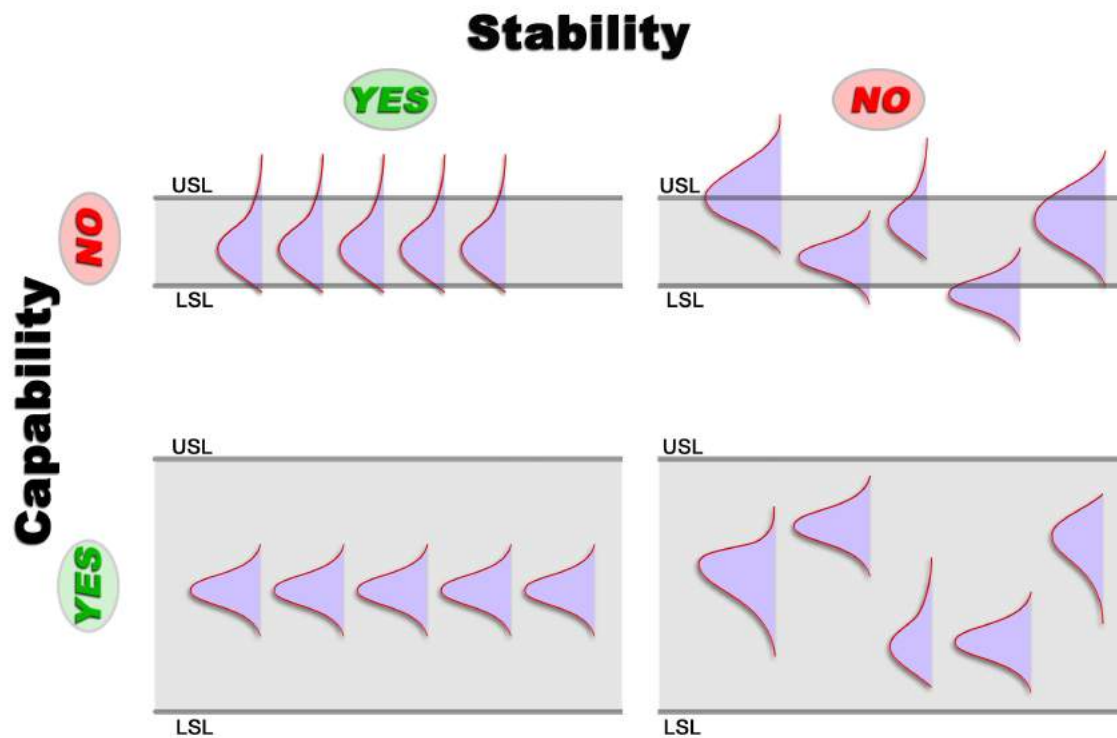 Stability
YES
NO
Capability
NO
USL
LSL
USL
LSL
YES
USL
LSL
USL
LSL